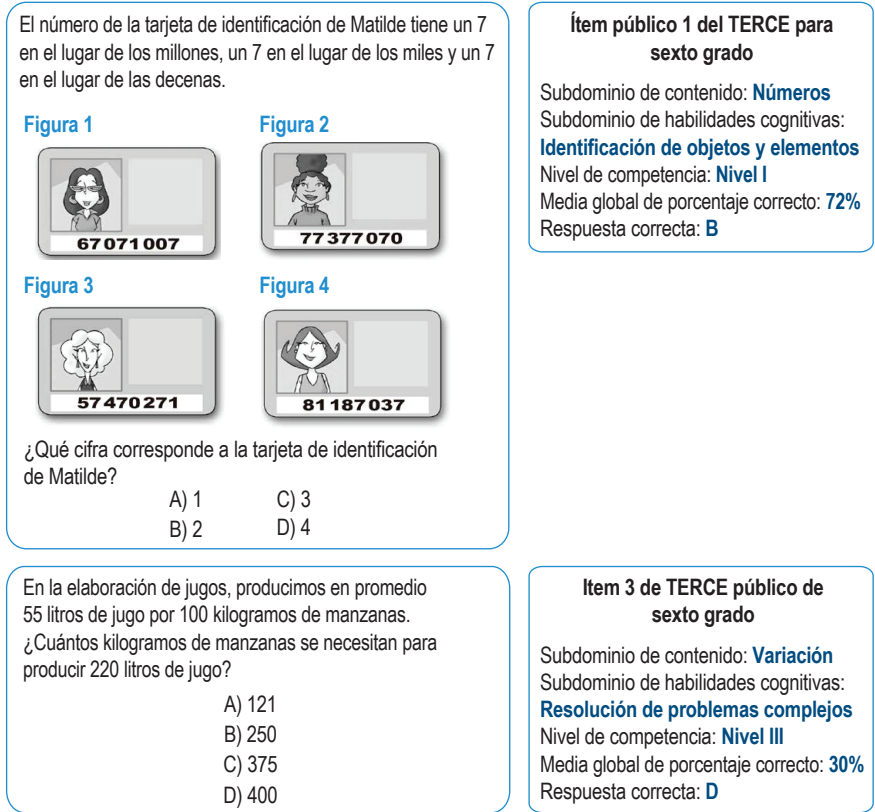 El número de la tarjeta de identificación de Matilde tiene un 7
en el lugar de los millones, un 7 en el lugar de los miles y un 7
en el lugar de las decenas.
Figura 1
Figura 2
67071007
77377070
Figura 3
Figura 4
57470271
81187037
¿Qué cifra corresponde a la tarjeta de identificación
de Matilde?
A) 1
C) 3
B) 2
D) 4
Ítem público 1 del TERCE para
sexto grado
Subdominio de contenido: Números
Subdominio de habilidades cognitivas:
Identificación de objetos y elementos
Nivel de competencia: Nivel I
Media global de porcentaje correcto: 72%
Respuesta correcta: B
En la elaboración de jugos, producimos en promedio
55 litros de jugo por 100 kilogramos de manzanas.
¿Cuántos kilogramos de manzanas se necesitan para
producir 220 litros de jugo?
A) 121
B) 250
C) 375
D) 400
Item 3 de TERCE público de
sexto grado
Subdominio de contenido: Variación
Subdominio de habilidades cognitivas:
Resolución de problemas complejos
Nivel de competencia: Nivel III
Media global de porcentaje correcto: 30%
Respuesta correcta: D